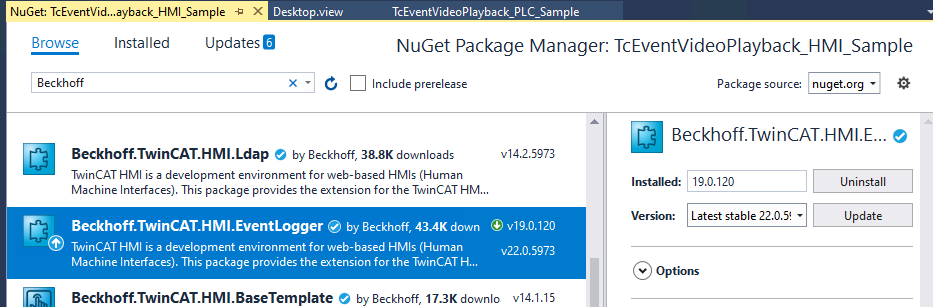 NuGet: TcEventVid...ayback_HMI_Sample
Desktop.view
TcEventVideoPlayback_PLC_Sample
Browse Installed Updates 6
NuGet Package Manager: TcEventVideoPlayback_HMI_Sample
Beckhoff
Include prerelease
Package source: nuget.org
Beckhoff.TwinCAT.HMI.Ldap by Beckhoff, 38.8K downloads v14.2.5973
TwinCAT HMI is a development environment for web-based HMIs (Human
Machine Interfaces). This package provides the extension for the TwinCAT HM...
Beckhoff.TwinCAT.HMI.EventLogger by Beckhoff, 43.4K down v19.0.120
TwinCAT HMI is a development environment for web-based HMIs (Human
v22.0.5973
Machine Interfaces). This package provides the extension for the TwinCAT H...
Beckhoff.TwinCAT.HMI.BaseTemplate by Beckhoff, 17.3K downlo v14.1.15
Beckhoff.TwinCAT.HMI.E...
Installed: 19.0.120 Uninstall
Version: Latest stable 22.0.59 Update
Options